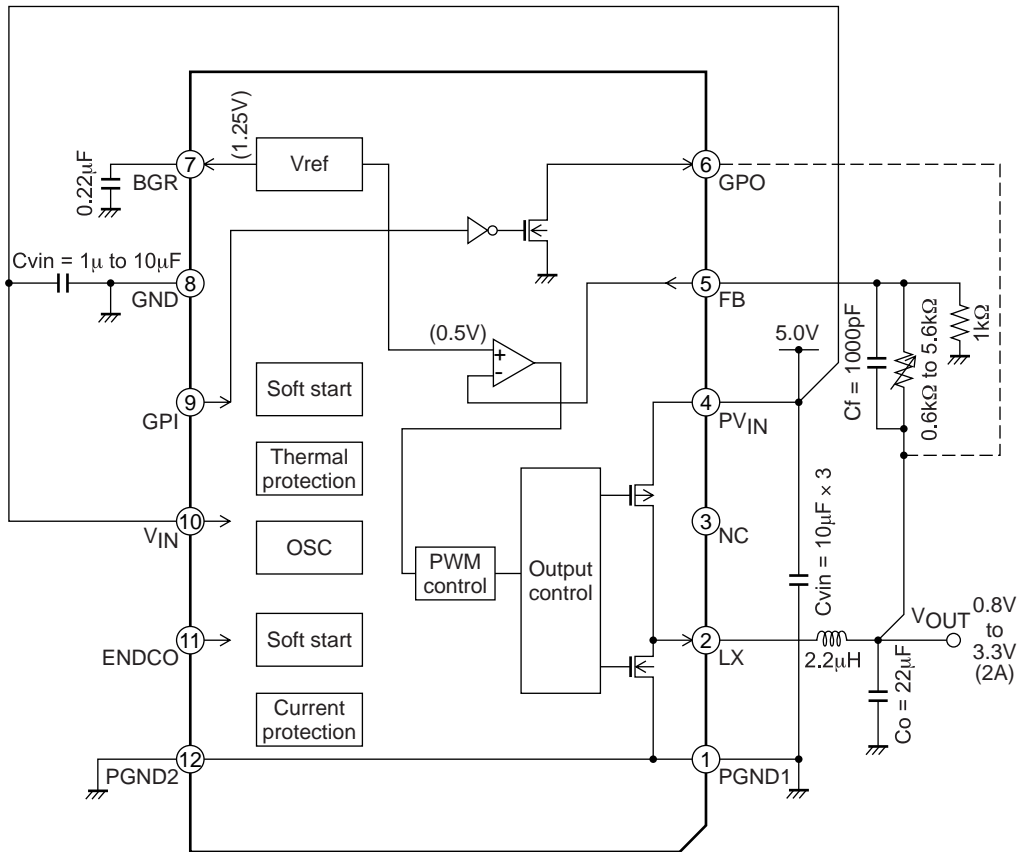 (1.25V)
Vref
7
BGR
0.22µF
6
GPO
Cvin = 1µ to 10µF
8
GND
5
FB
(0.5V)
+
-
5.0V
Cf = 1000pF
0.6kΩ to 5.6kΩ
1kΩ
9
GPI
Soft start
4
PVIN
Thermal
protection
10
VIN
OSC
3
NC
PWM
control
Output
control
Cvin = 10µF × 3
11
ENDCO
Soft start
2
LX
2.2µH
VOUT
0.8V
to
3.3V
(2A)
Co = 22µF
Current
protection
12
PGND2
1
PGND1